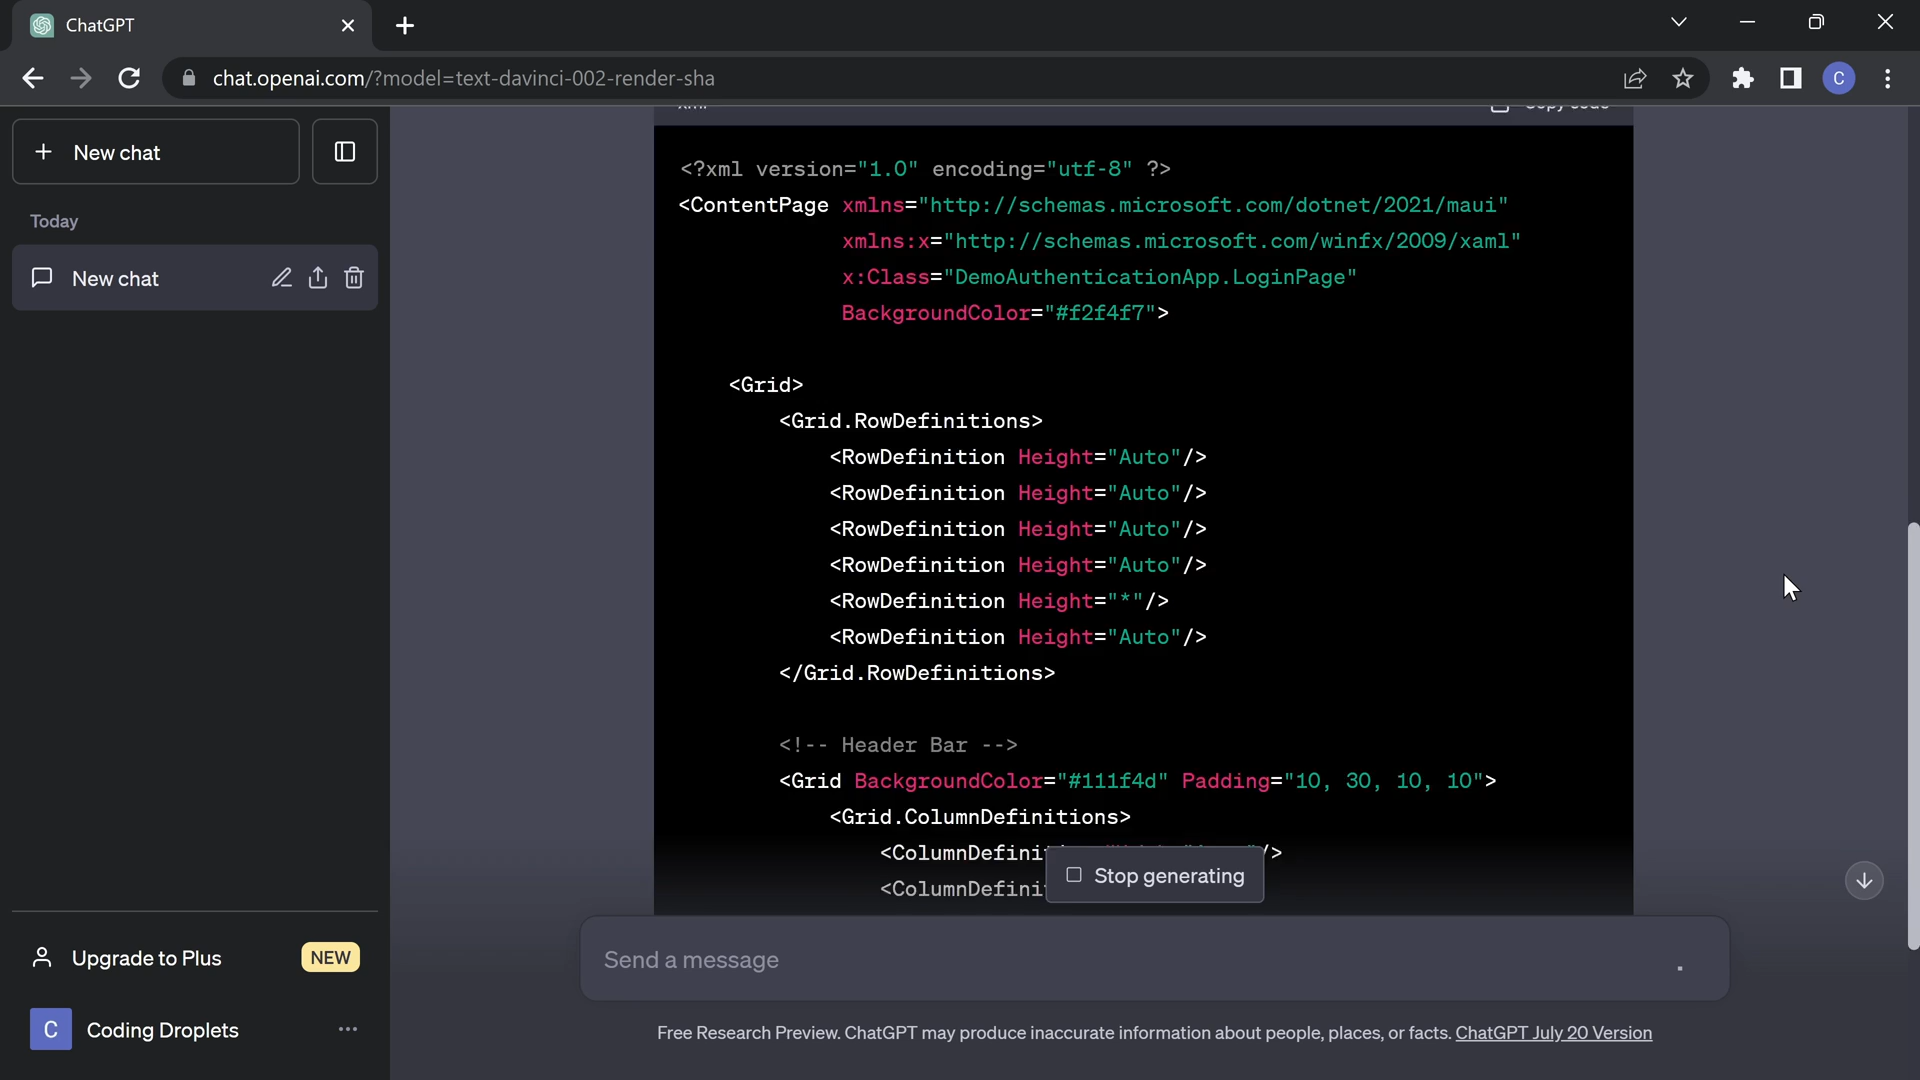 ChatGPT
chat.openai.com/?model=text-davinci-002-render-sha
New chat
Today
New chat
Upgrade to Plus NEW
C Coding Droplets
C
<?xml version="1.0" encoding="utf-8" ?>
<ContentPage xmlns="http://schemas.microsoft.com/dotnet/2021/maui"
xmlns:x="http://schemas.microsoft.com/winfx/2009/xaml"
x:Class="DemoAuthenticationApp.LoginPage"
BackgroundColor="#f2f4f7">
<Grid>
<Grid.RowDefinitions>
<RowDefinition Height="Auto"/>
<RowDefinition Height="Auto"/>
<RowDefinition Height="Auto"/>
<RowDefinition Height="Auto"/>
<RowDefinition Height="*"/>
<RowDefinition Height="Auto"/>
</Grid.RowDefinitions>
<!-- Header Bar -->
<Grid BackgroundColor="#111f4d" Padding="10, 30, 10, 10">
<Grid.ColumnDefinitions>
<ColumnDefini />
<ColumnDefini
Stop generating
Send a message
Free Research Preview. ChatGPT may produce inaccurate information about people, places, or facts. ChatGPT July 20 Version